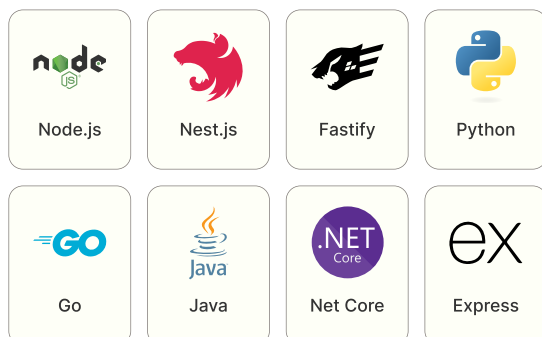 node
JS
Node.js
Nest.js
Fastify
Python
GO
Java
.NET
Core
ex
Go
Java
Net Core
Express